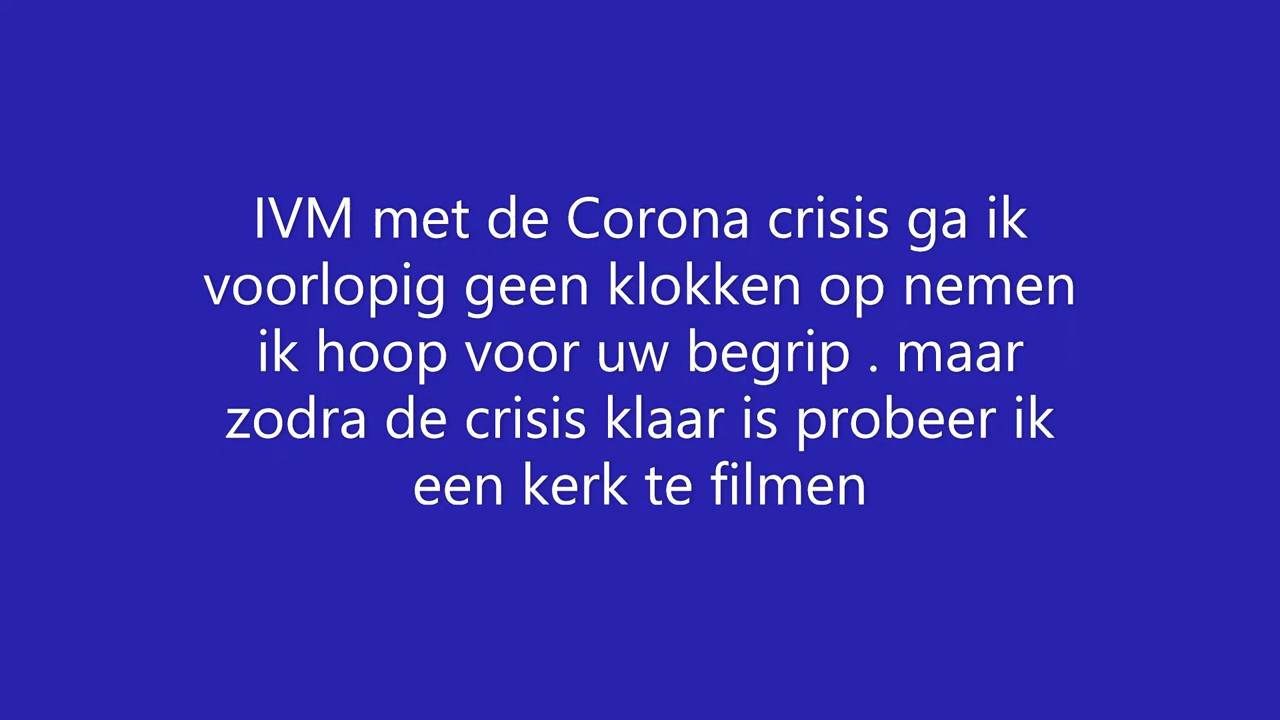 IVM met de Corona crisis ga ik
voorlopig geen klokken op nemen
ik hoop voor uw begrip . maar
zodra de crisis klaar is probeer ik
een kerk te filmen